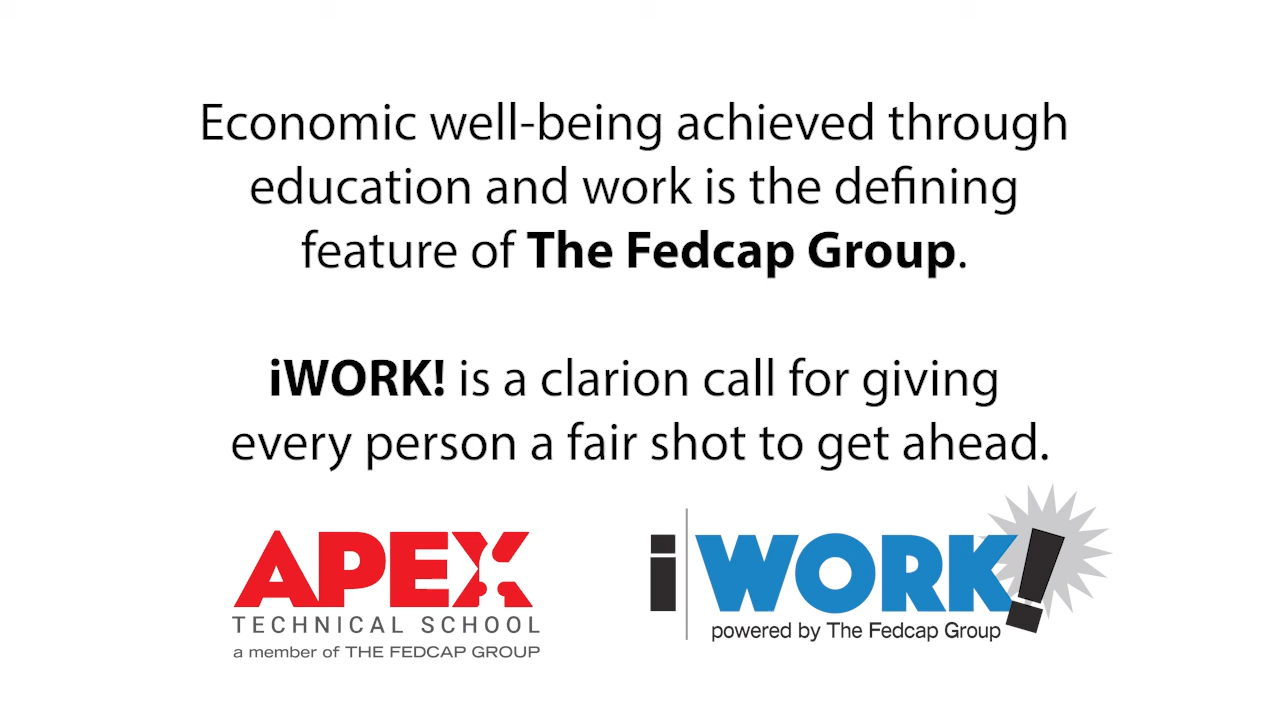 Economic well-being achieved through
education and work is the defining
feature of The Fedcap Group.
iWORK! is a clarion call for giving
every person a fair shot to get ahead.
APEX
TECHNICAL SCHOOL
a member of THE FEDCAP GROUP
i WORK!
powered by The Fedcap Group